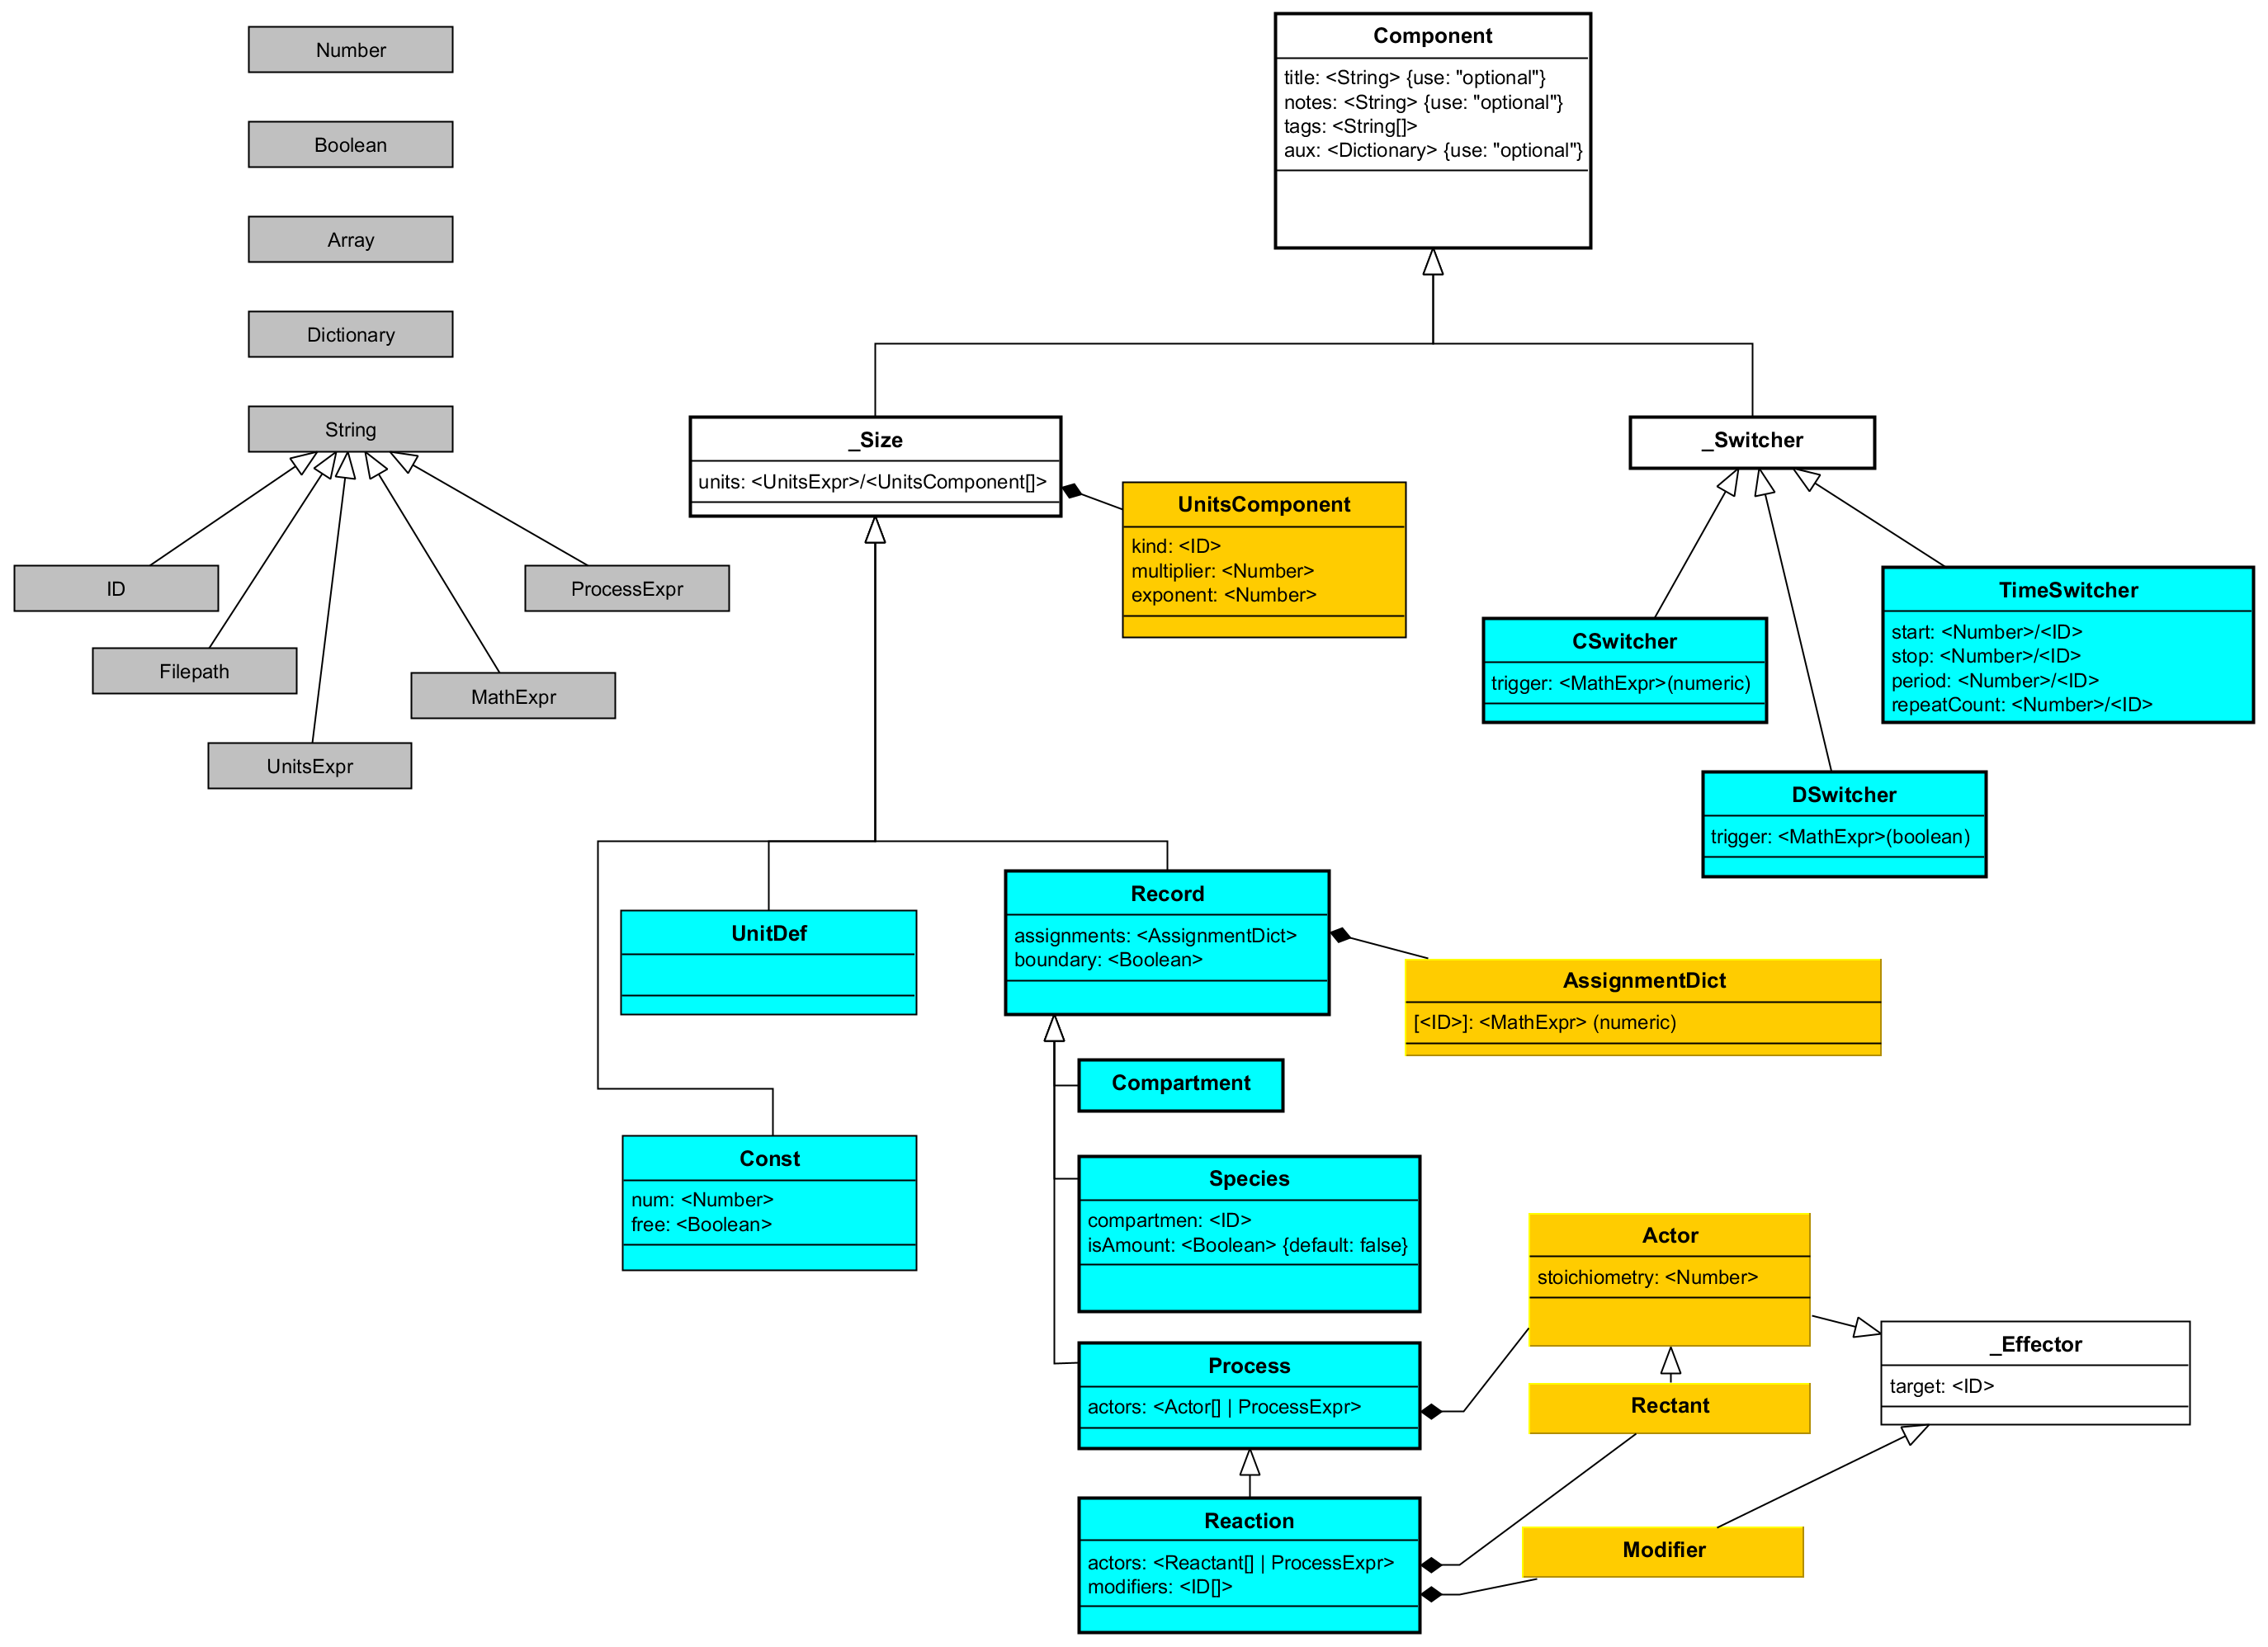 Number
Boolean
Array
Dictionary
String
ID
Filepath
UnitsExpr
MathExpr
ProcessExpr
Component
title: <String> {use: "optional"}
notes: <String> {use: "optional"}
tags: <String[]>
aux: <Dictionary> {use: "optional"}
_Size
units: <UnitsExpr>/<UnitsComponent[]>
UnitsComponent
kind: <ID>
multiplier: <Number>
exponent: <Number>
_Switcher
CSwitcher
trigger: <MathExpr>(numeric)
TimeSwitcher
start: <Number>/<ID>
stop: <Number>/<ID>
period: <Number>/<ID>
repeatCount: <Number>/<ID>
DSwitcher
trigger: <MathExpr>(boolean)
UnitDef
Record
assignments: <AssignmentDict>
boundary: <Boolean>
AssignmentDict
[<ID>]: <MathExpr> (numeric)
Compartment
Const
num: <Number>
free: <Boolean>
Species
compartmen: <ID>
isAmount: <Boolean> {default: false}
Actor
stoichiometry: <Number>
_Effector
target: <ID>
Process
actors: <Actor[] | ProcessExpr>
Rectant
Reaction
actors: <Reactant[] | ProcessExpr>
modifiers: <ID[]>
Modifier